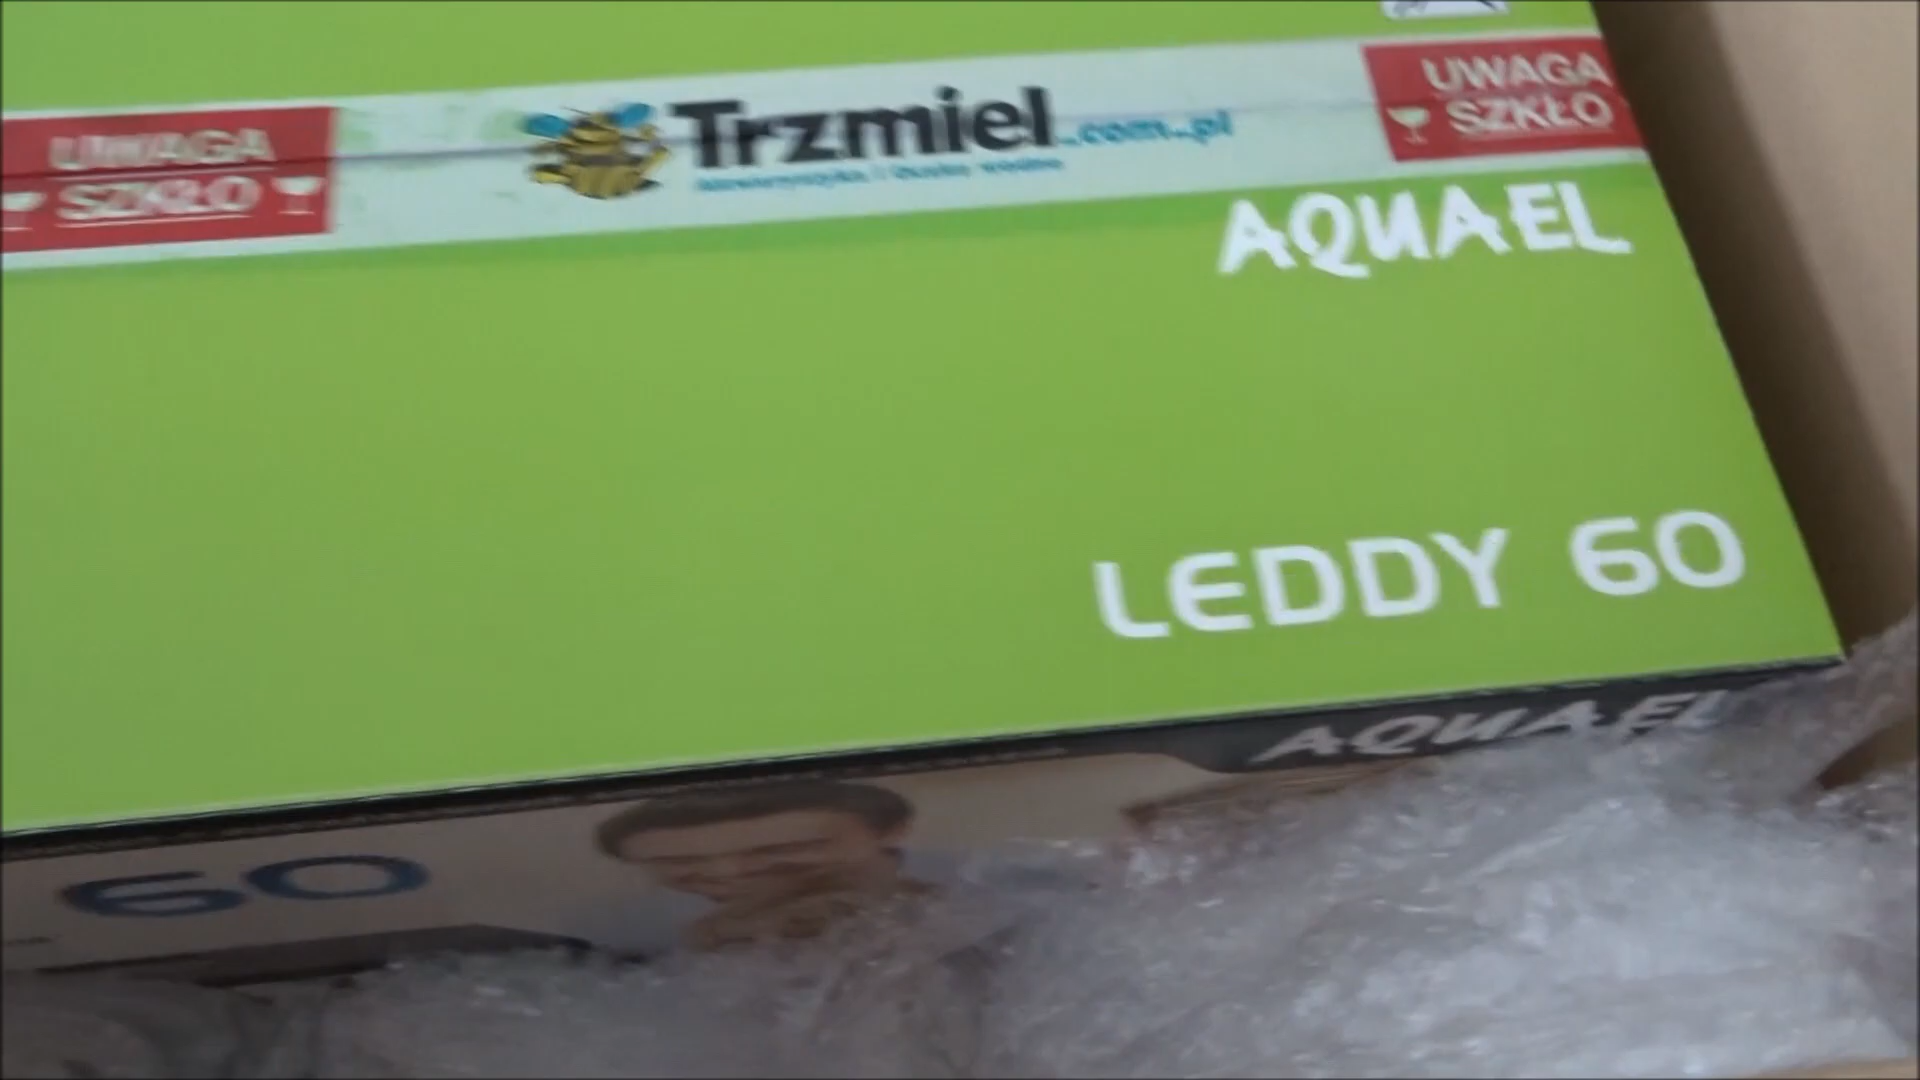 UWAGA
SZKŁO
Trzmiel.com.pl
UWAGA
SZKŁO
AQUAEL
LEDDY 60
AQUAEL
60